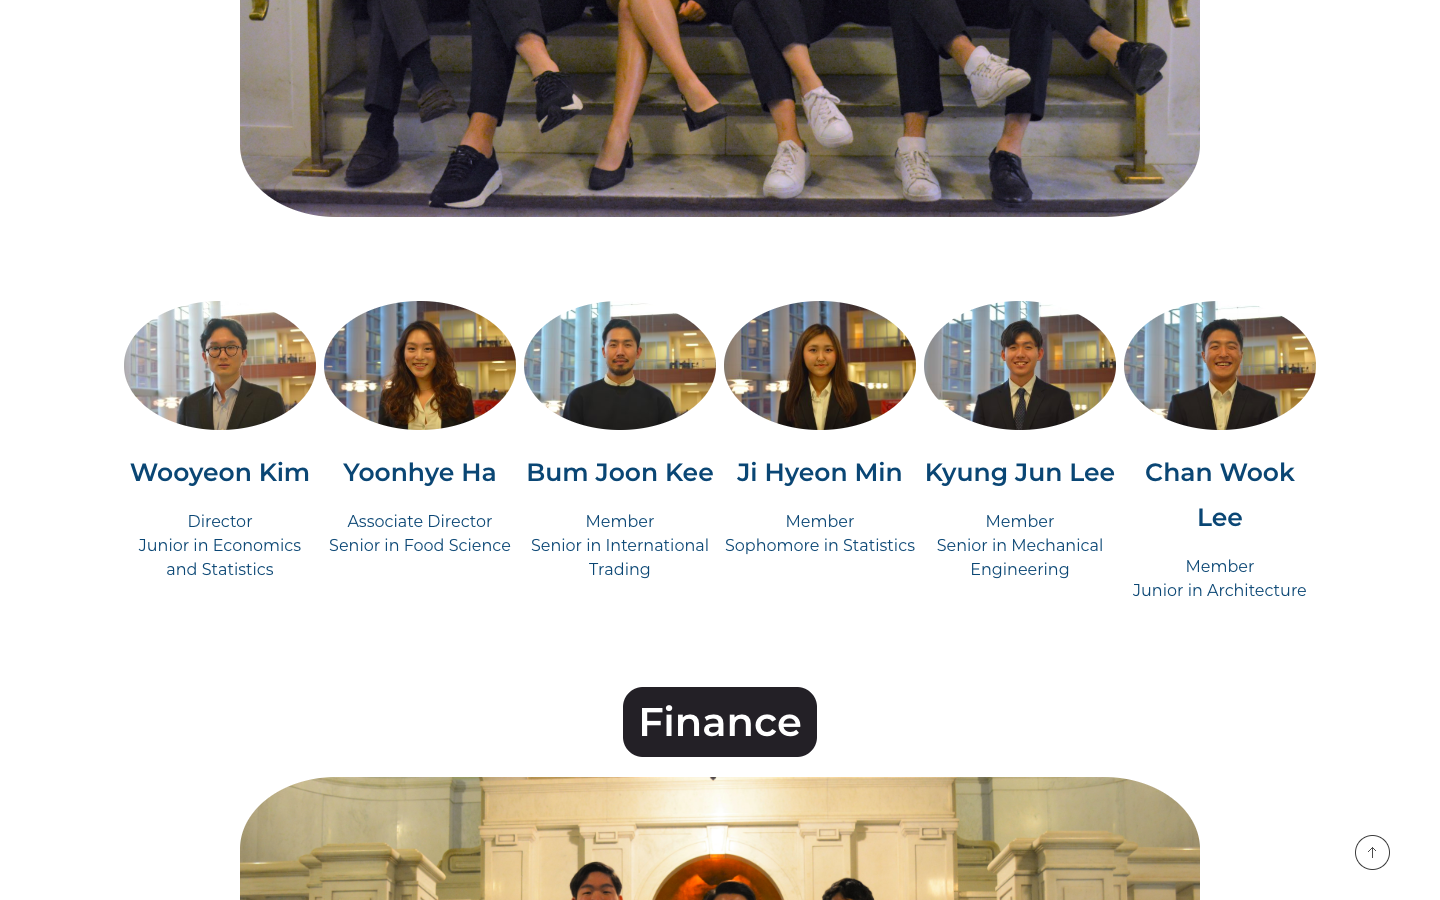 Wooyeon Kim
Director
Junior in Economics
and Statistics
Yoonhye Ha
Associate Director
Senior in Food Science
Bum Joon Kee
Member
Senior in International
Trading
Ji Hyeon Min
Member
Sophomore in Statistics
Kyung Jun Lee
Member
Senior in Mechanical
Engineering
Chan Wook
Lee
Member
Junior in Architecture
Finance